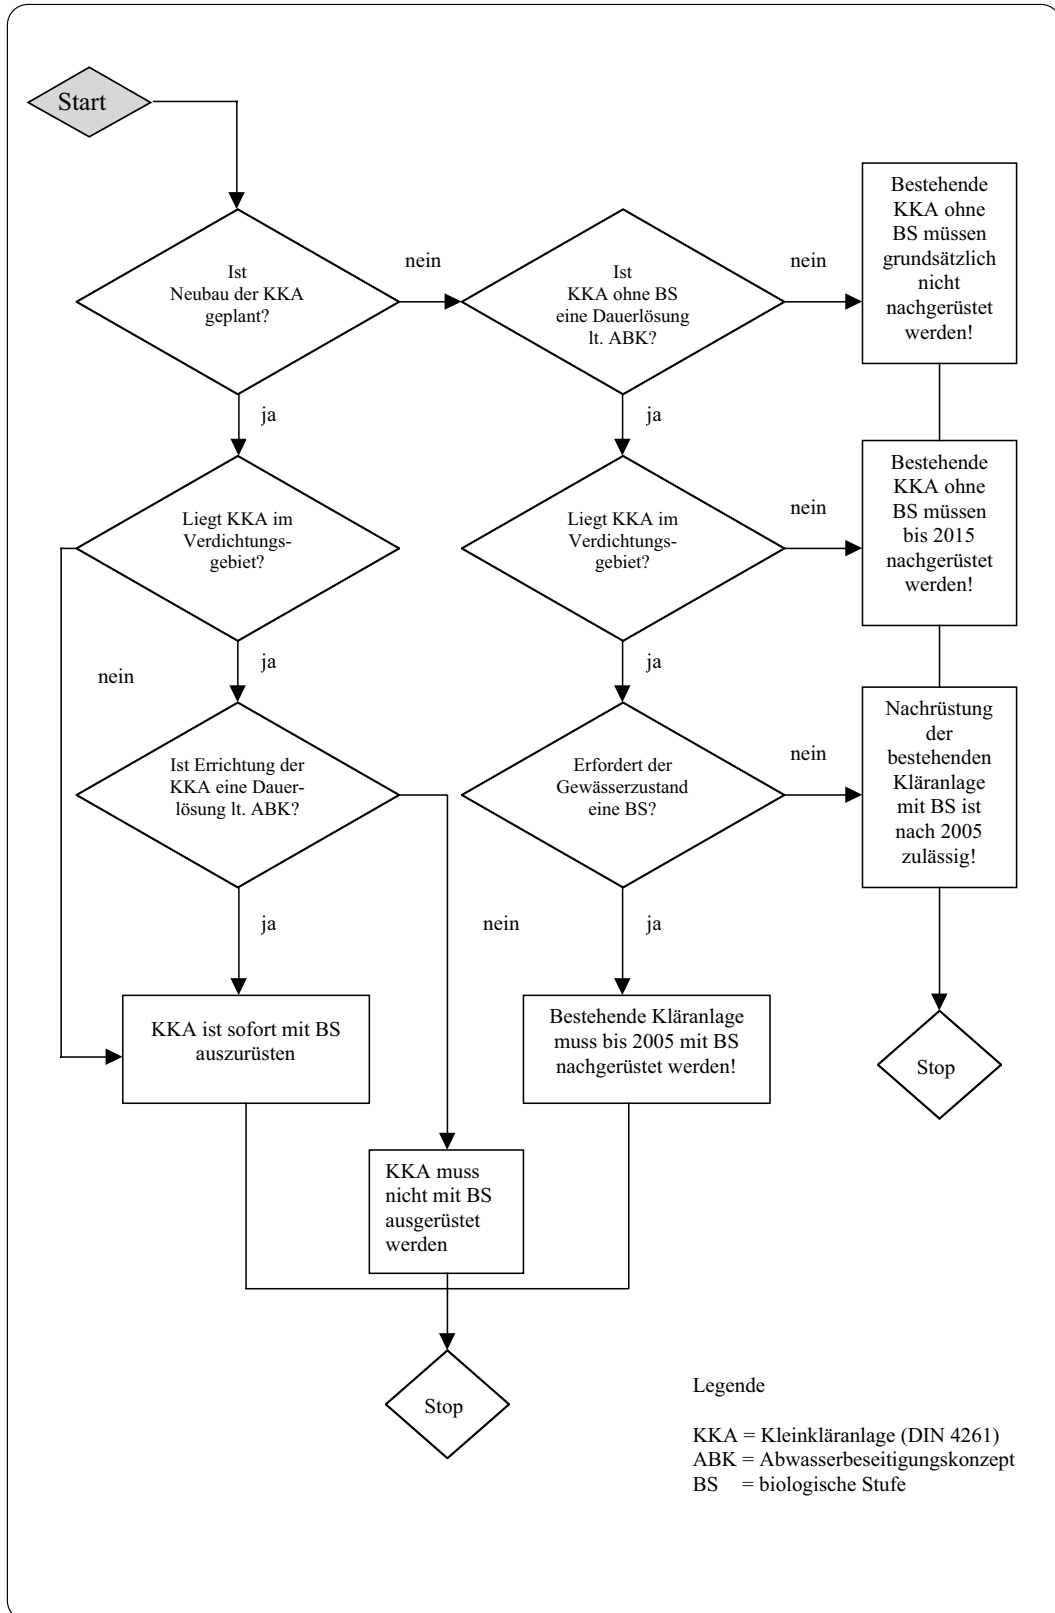 Start
Ist
Neubau der KKA
geplant?
nein
Ist
KKA ohne BS
eine Dauerlösung
lt. ABK?
nein
Bestehende
KKA ohne
BS müssen
grundsätzlich
nicht
nachgerüstet
werden!
ja
ja
Liegt KKA im
Verdichtungs-
gebiet?
Liegt KKA im
Verdichtungs-
gebiet?
nein
Bestehende
KKA ohne
BS müssen
bis 2015
nachgerüstet
werden!
nein
ja
ja
Ist Errichtung der
KKA eine Dauer-
lösung lt. ABK?
Erfordert der
Gewässerzustand
eine BS?
nein
Nachrüstung
der
bestehenden
Kläranlage
mit BS ist
nach 2005
zulässig!
ja
nein
ja
KKA ist sofort mit BS
auszurüsten
Bestehende Kläranlage
muss bis 2005 mit BS
nachgerüstet werden!
Stop
KKA muss
nicht mit BS
ausgerüstet
werden
Stop
Legende
KKA = Kleinkläranlage (DIN 4261)
ABK = Abwasserbeseitigungskonzept
BS = biologische Stufe